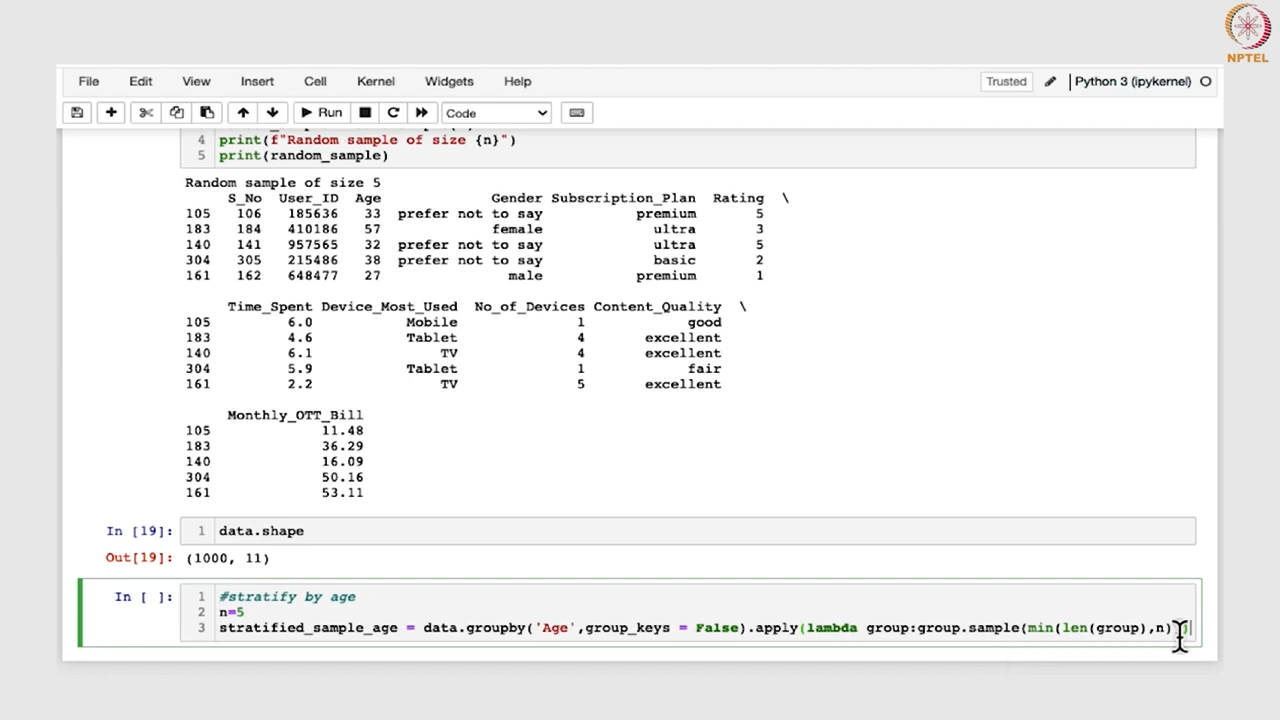 NPTEL
File Edit View Insert Cell Kernel Widgets Help Trusted Python 3 (ipykernel)
Run Code
4 print(f"Random sample of size {n}")
5 print(random_sample)
Random sample of size 5
S_No User_ID Age Gender Subscription_Plan Rating \
105 106 185636 33 prefer not to say premium 5
183 184 410186 57 female ultra 3
140 141 957565 32 prefer not to say ultra 5
304 305 215486 38 prefer not to say basic 2
161 162 648477 27 male premium 1
Time_Spent Device_Most_Used No_of_Devices Content_Quality \
105 6.0 Mobile 1 good
183 4.6 Tablet 4 excellent
140 6.1 TV 4 excellent
304 5.9 Tablet 1 fair
161 2.2 TV 5 excellent
Monthly_OTT_Bill
105 11.48
183 36.29
140 16.09
304 50.16
161 53.11
In [19]: 1 data.shape
Out[19]: (1000, 11)
In [ ]: 1 #stratify by age
2 n=5
3 stratified_sample_age = data.groupby('Age',group_keys = False).apply(lambda group:group.sample(min(len(group),n)))